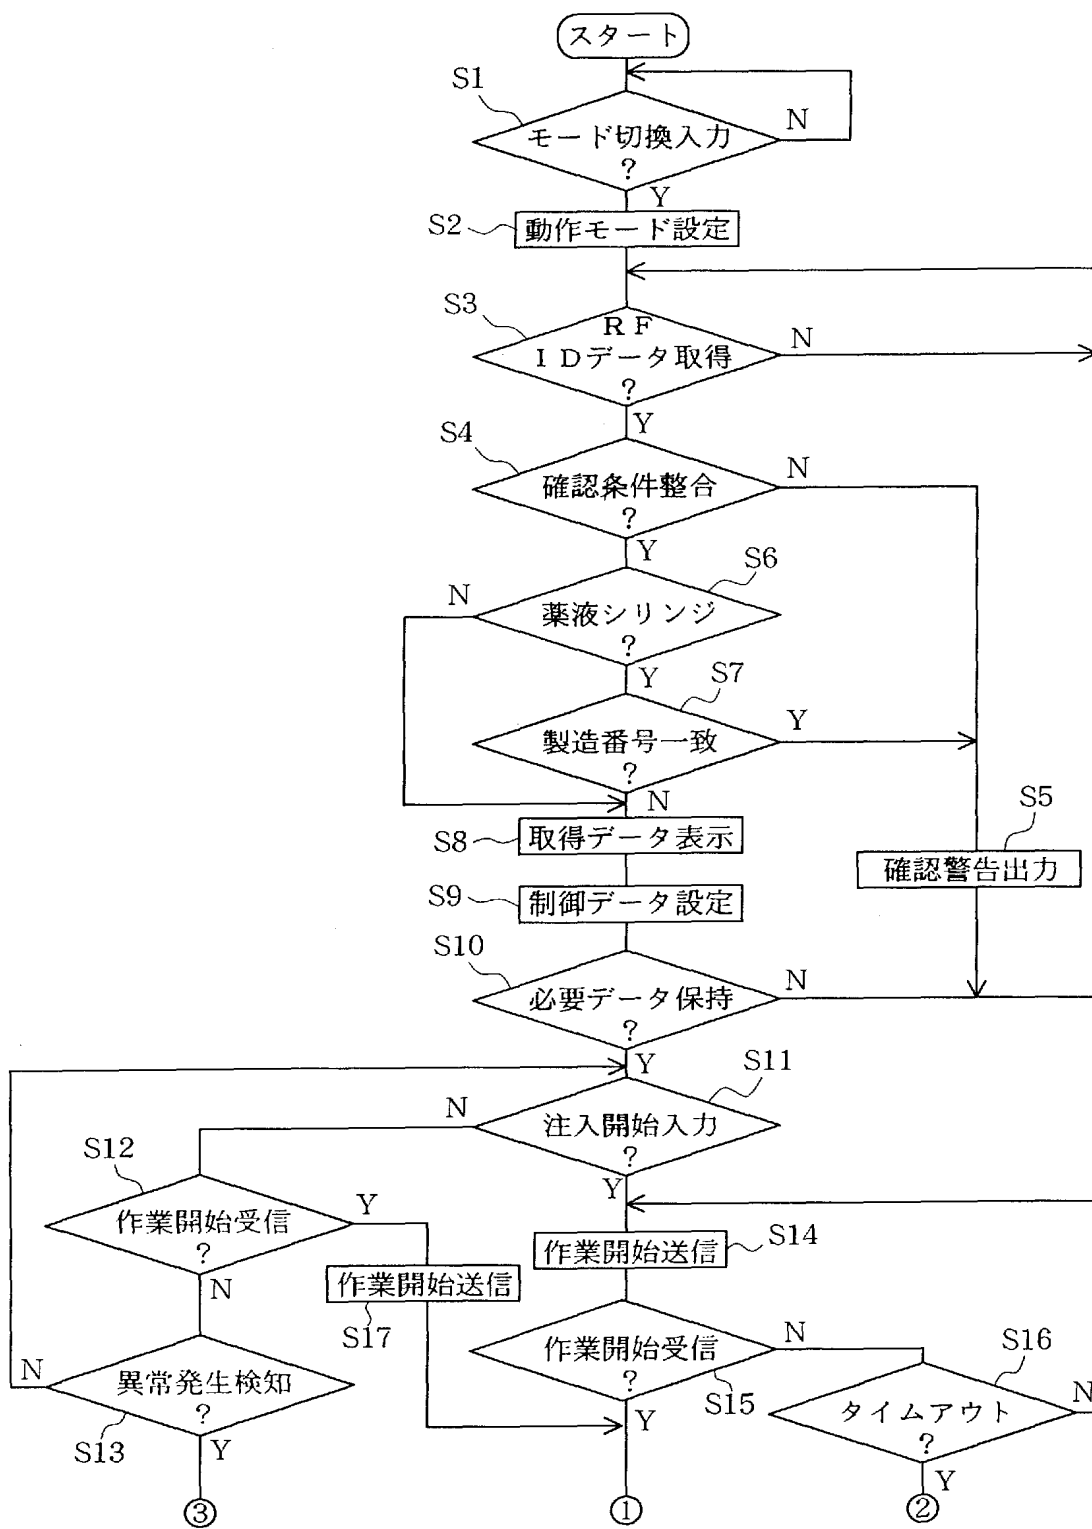 スタート
S1
モード切換入力
?
N
Y
S2
動作モード設定
S3
RF
IDデータ取得
?
N
Y
S4
確認条件整合
?
N
Y
S6
薬液シリンジ
?
N
Y
S7
製造番号一致
?
Y
N
S5
確認警告出力
S8
取得データ表示
S9
制御データ設定
S10
必要データ保持
?
N
Y
S11
注入開始入力
?
N
Y
S12
作業開始受信
?
Y
N
S14
作業開始送信
作業開始送信
S17
S15
作業開始受信
?
N
Y
S16
タイムアウト
?
N
Y
S13
異常発生検知
?
N
Y
③
①
②